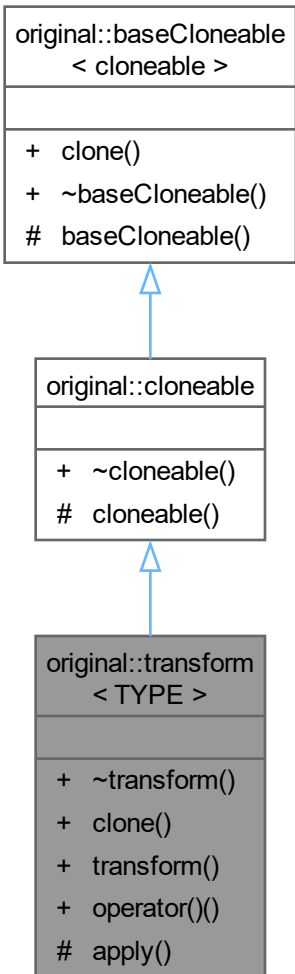 original::baseCloneable
< cloneable >
+ clone()
+ ~baseCloneable()
# baseCloneable()
original::cloneable
+ ~cloneable()
# cloneable()
original::transform
< TYPE >
+ ~transform()
+ clone()
+ transform()
+ operator()()
# apply()